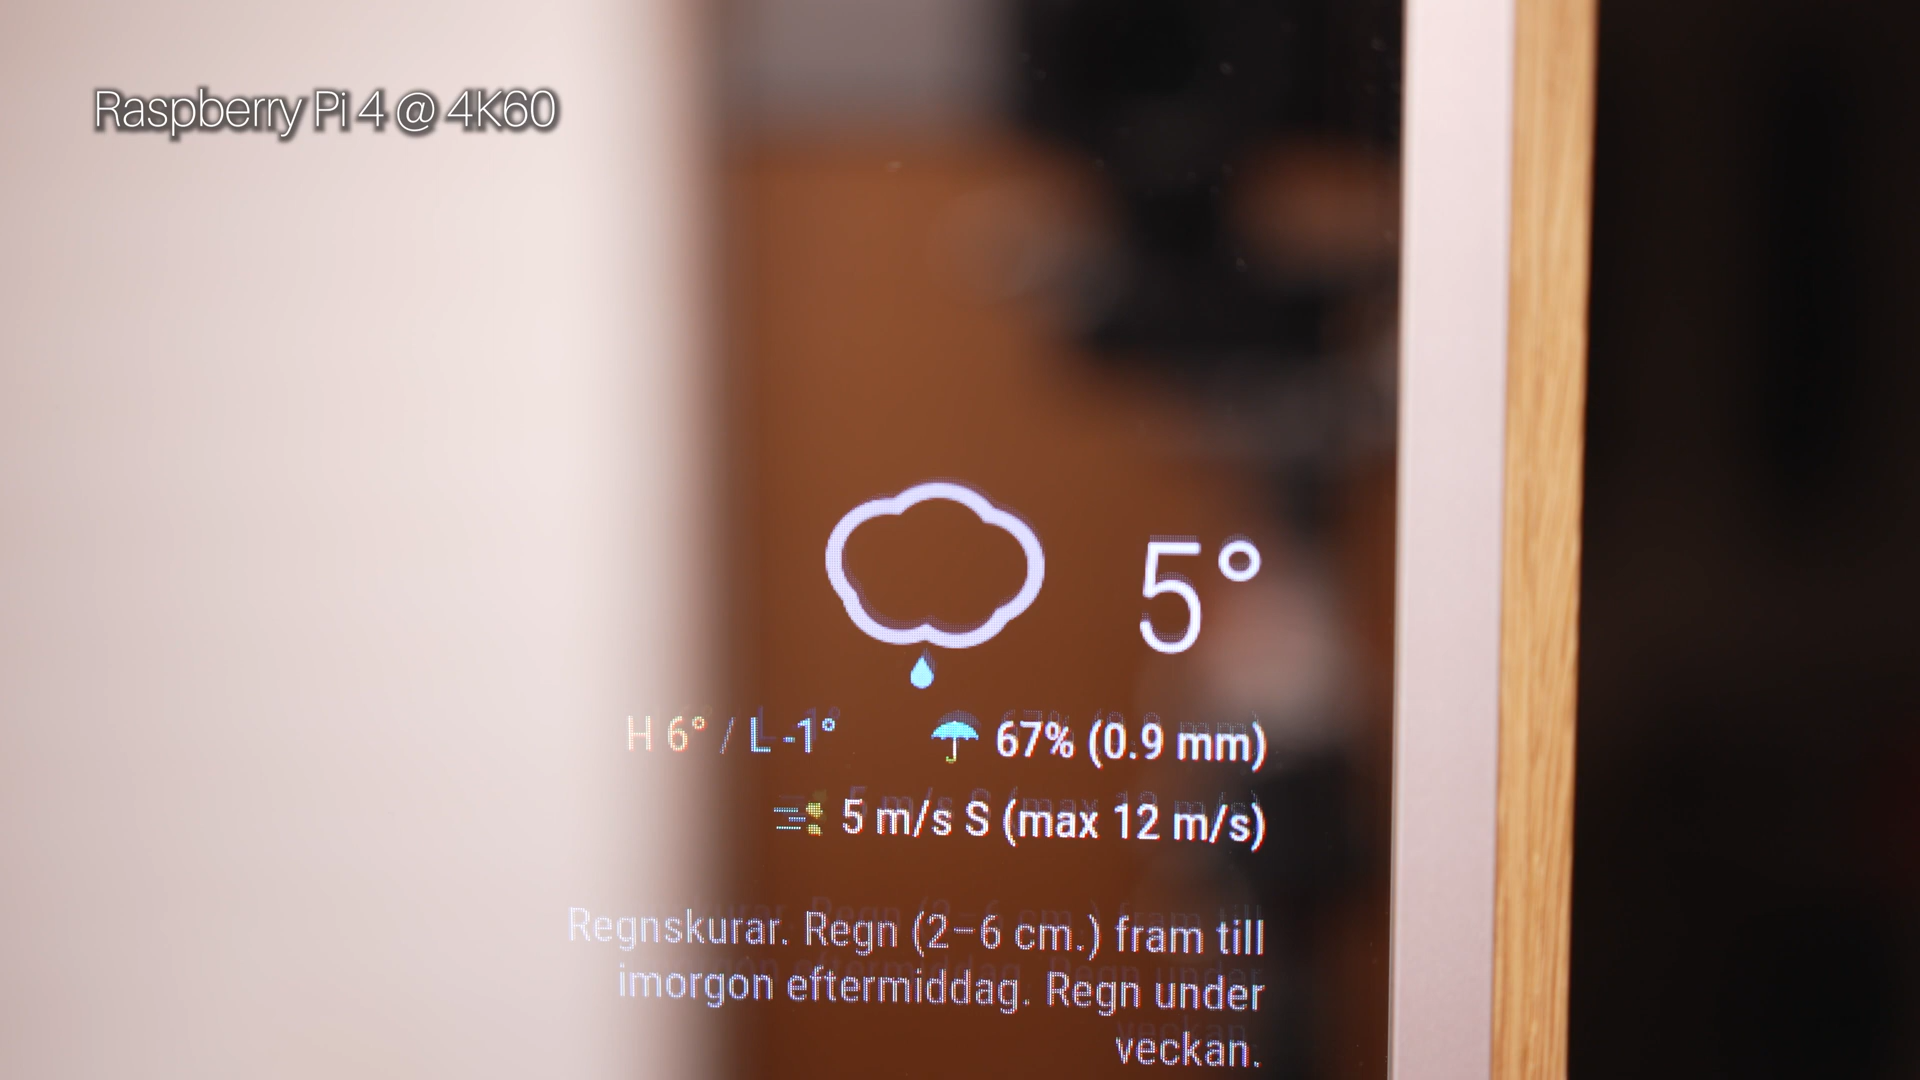 Raspberry Pi 4 @ 4K60
5°
H 6° / L -1° 67% (0.9 mm)
5 m/s S (max 12 m/s)
Regnskurar. Regn (2–6 cm.) fram till
imorgon eftermiddag. Regn under
veckan.